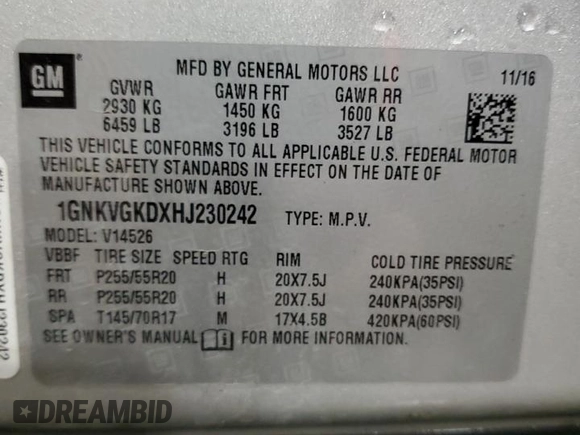 GM
MFD BY GENERAL MOTORS LLC 11/16
GVWR GAWR FRT GAWR RR
2930 KG 1450 KG 1600 KG
6459 LB 3196 LB 3527 LB
THIS VEHICLE CONFORMS TO ALL APPLICABLE U.S. FEDERAL MOTOR
VEHICLE SAFETY STANDARDS IN EFFECT ON THE DATE OF
MANUFACTURE SHOWN ABOVE.
1GNKVGKDXHJ230242 TYPE: M.P.V.
MODEL: V14526
VBBF TIRE SIZE SPEED RTG RIM COLD TIRE PRESSURE
FRT P255/55R20 H 20X7.5J 240KPA(35PSI)
RR P255/55R20 H 20X7.5J 240KPA(35PSI)
SPA T145/70R17 M 17X4.5B 420KPA(60PSI)
SEE OWNER'S MANUAL FOR MORE INFORMATION.
DREAMBID